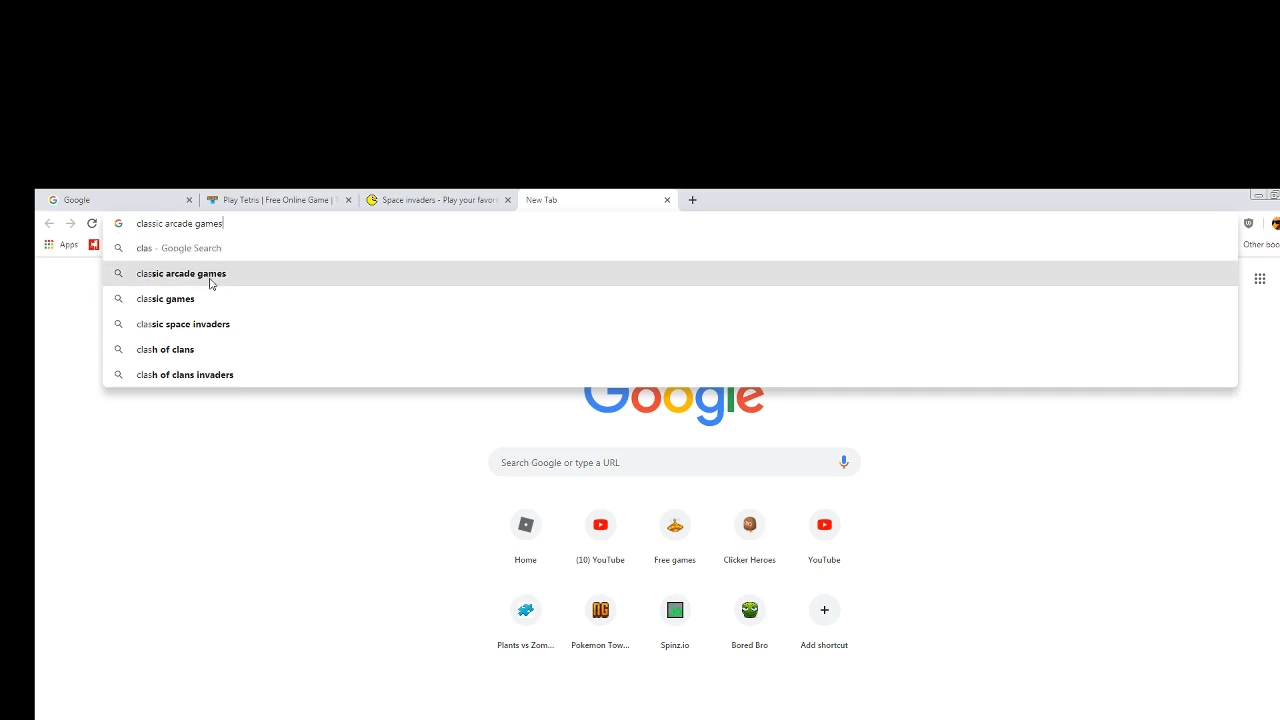 Google
Play Tetris | Free Online Game |
Space invaders - Play your favor
New Tab
classic arcade games
Apps
Other boo
clas - Google Search
classic arcade games
classic games
classic space invaders
clash of clans
clash of clans invaders
Google
Search Google or type a URL
Home
(10) YouTube
Free games
Clicker Heroes
YouTube
Plants vs Zom...
Pokemon Tow...
Spinz.io
Bored Bro
Add shortcut